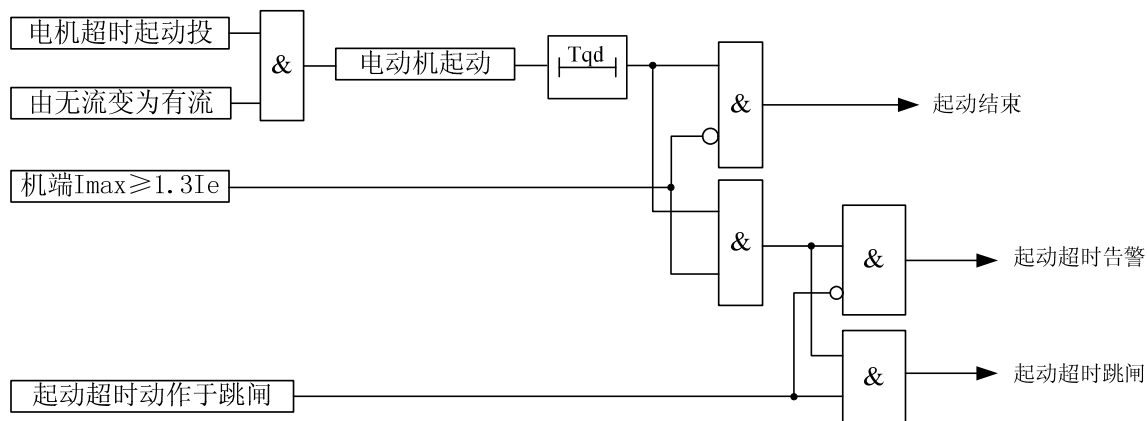 电机超时起动投
&
电动机起动
Tqd
由无流变为有流
&
起动结束
机端Imax≥1.3Ie
&
&
起动超时告警
起动超时动作于跳闸
&
起动超时跳闸